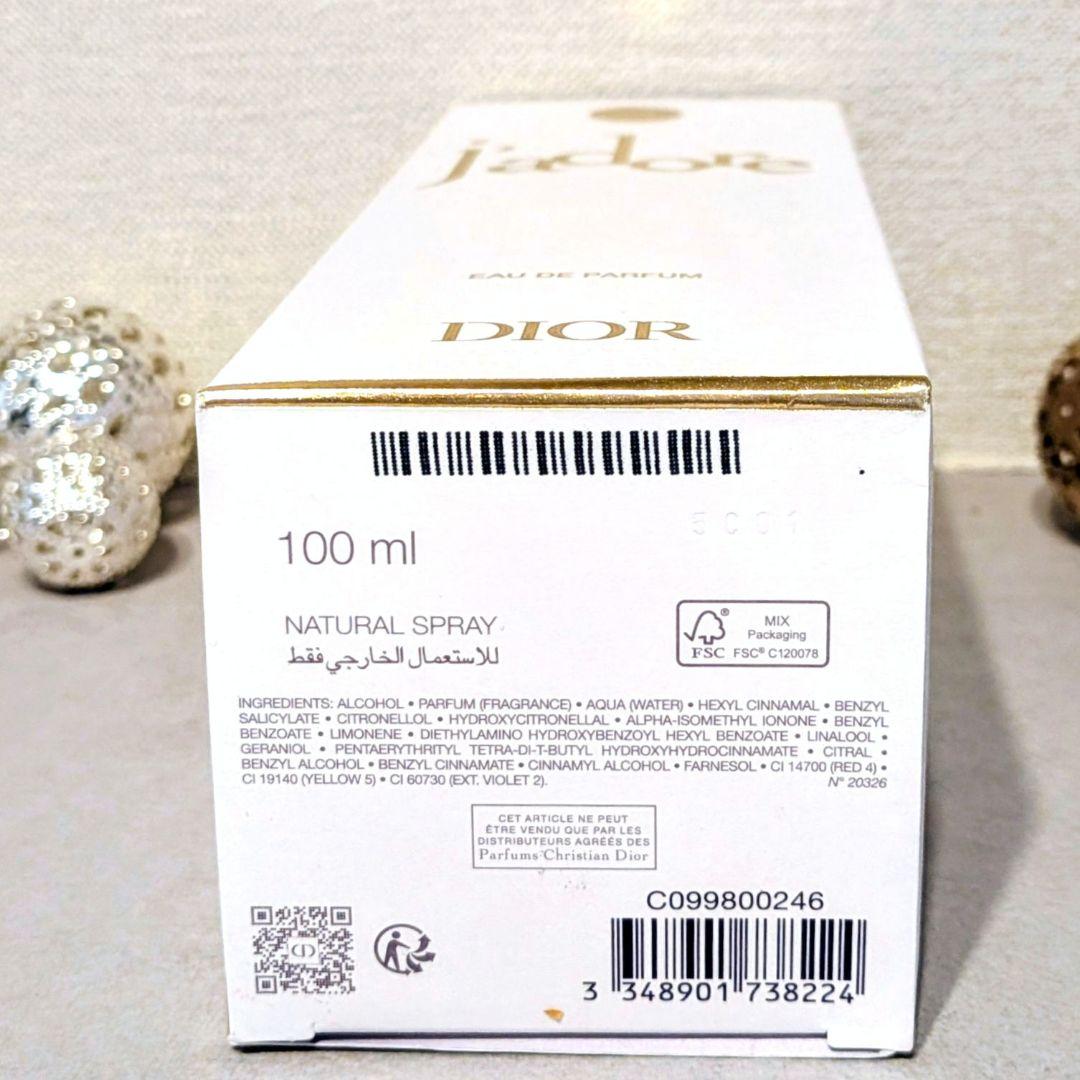 j'adore
EAU DE PARFUM
DIOR
5C01
100 ml
NATURAL SPRAY
للاستعمال الخارجي فقط
FSC®
MIX
Packaging
FSC® C120078
INGREDIENTS: ALCOHOL • PARFUM (FRAGRANCE) • AQUA (WATER) • HEXYL CINNAMAL • BENZYL
SALICYLATE • CITRONELLOL • HYDROXYCITRONELLAL • ALPHA-ISOMETHYL IONONE • BENZYL
BENZOATE • LIMONENE • DIETHYLAMINO HYDROXYBENZOYL HEXYL BENZOATE • LINALOOL •
GERANIOL • PENTAERYTHRITYL TETRA-DI-T-BUTYL HYDROXYHYDROCINNAMATE • CITRAL •
BENZYL ALCOHOL • BENZYL CINNAMATE • CINNAMYL ALCOHOL • FARNESOL • CI 14700 (RED 4) •
CI 19140 (YELLOW 5) • CI 60730 (EXT. VIOLET 2).
N° 20326
CET ARTICLE NE PEUT
ÊTRE VENDU QUE PAR LES
DISTRIBUTEURS AGRÉÉS DES
Parfums Christian Dior
C099800246
3 348901 738224